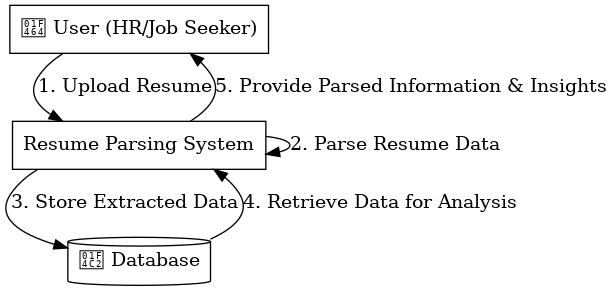 User (HR/Job Seeker)
1. Upload Resume
5. Provide Parsed Information & Insights
Resume Parsing System
2. Parse Resume Data
3. Store Extracted Data
4. Retrieve Data for Analysis
Database